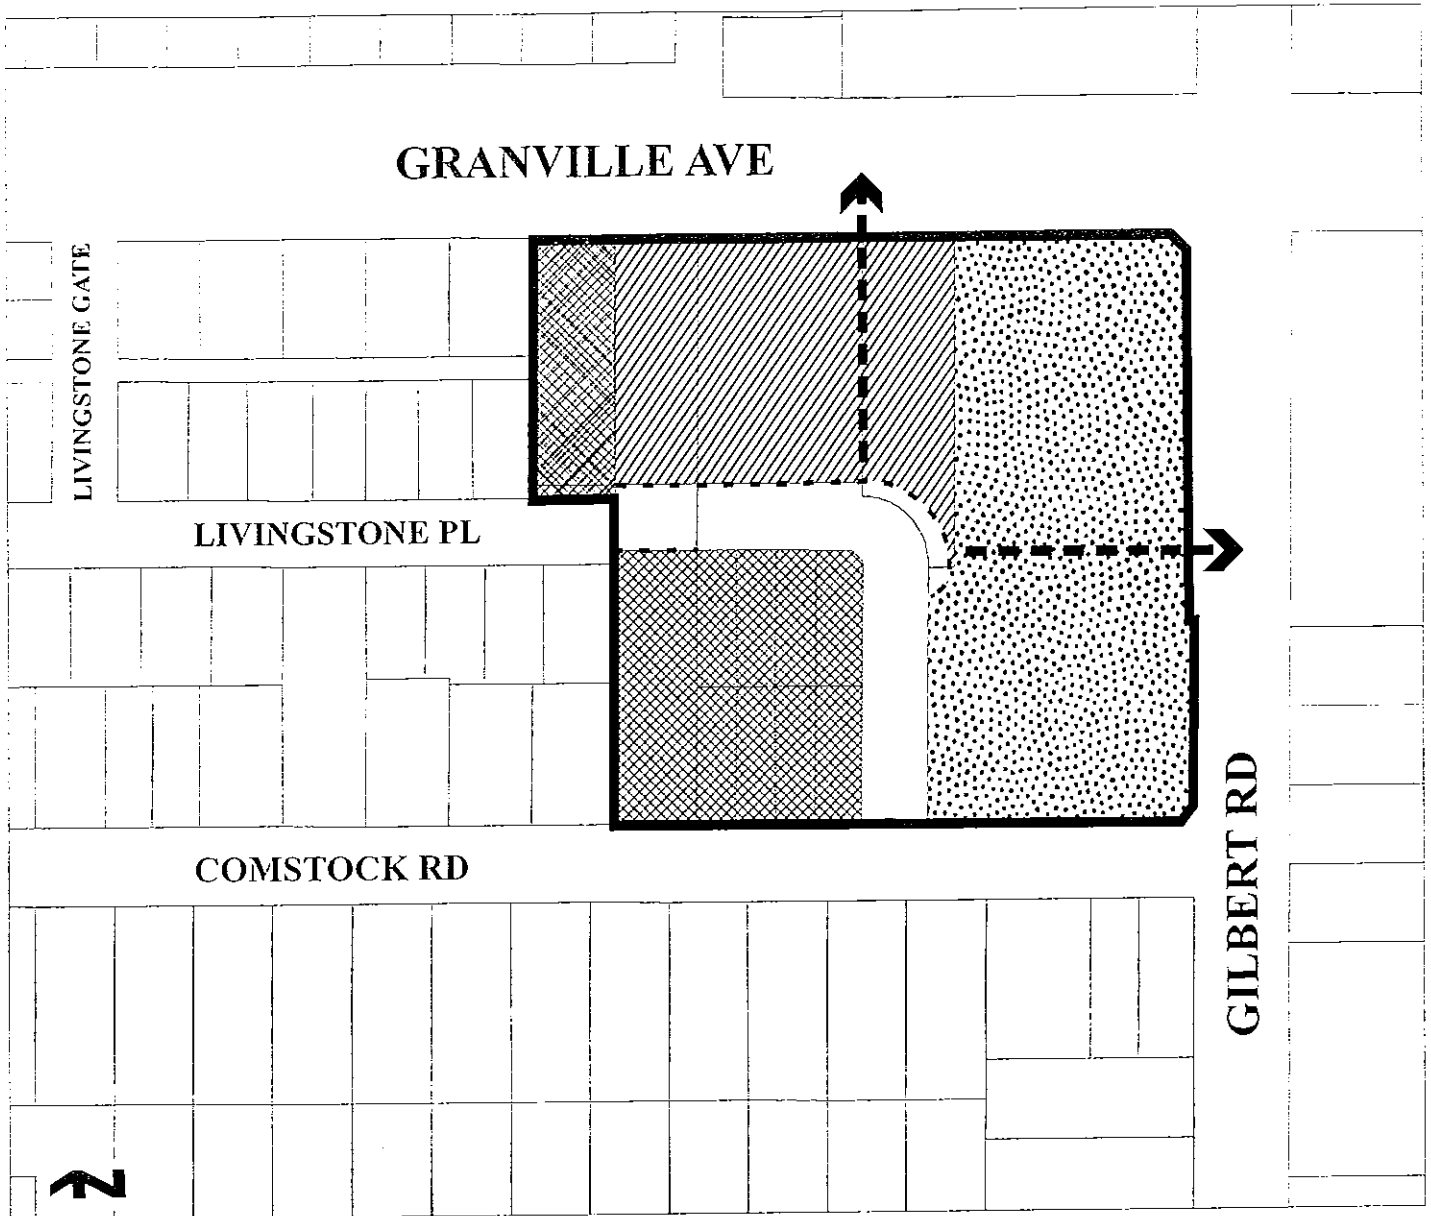 GRANVILLE AVE
LIVINGSTONE GATE
LIVINGSTONE PL
COMSTOCK RD
GILBERT RD
N